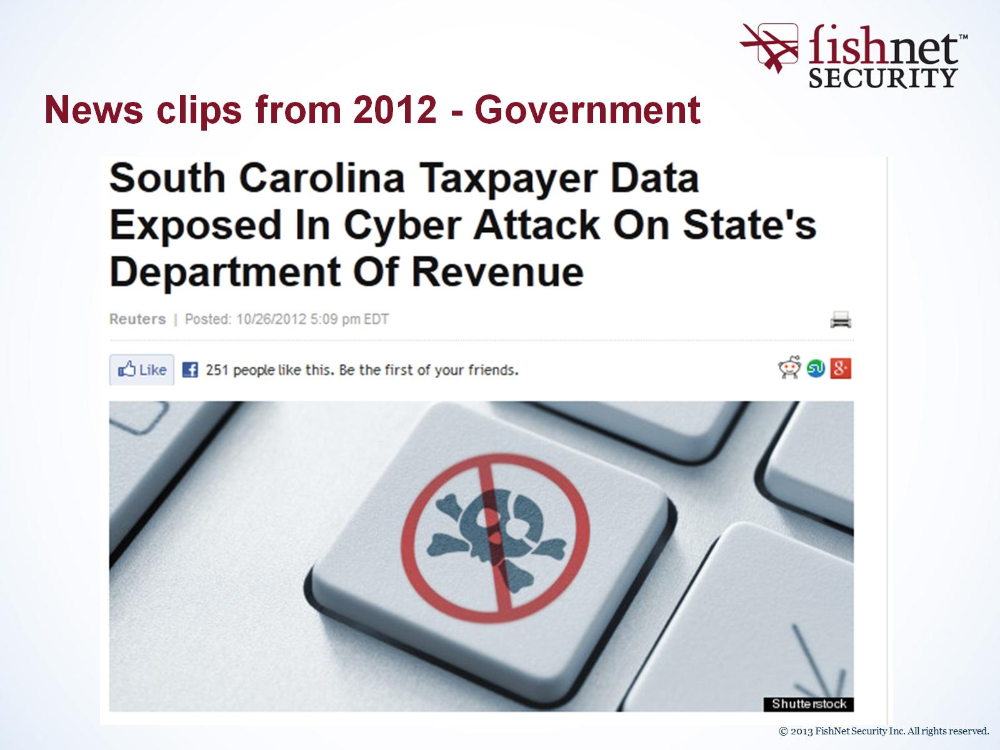 fishnet™
SECURITY
News clips from 2012 - Government
South Carolina Taxpayer Data
Exposed In Cyber Attack On State's
Department Of Revenue
Reuters | Posted: 10/26/2012 5:09 pm EDT
Like
251 people like this. Be the first of your friends.
Shutterstock
© 2013 FishNet Security Inc. All rights reserved.